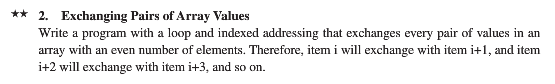 ★★ 2. Exchanging Pairs of Array Values
Write a program with a loop and indexed addressing that exchanges every pair of values in an
array with an even number of elements. Therefore, item i will exchange with item i+1, and item
i+2 will exchange with item i+3, and so on.